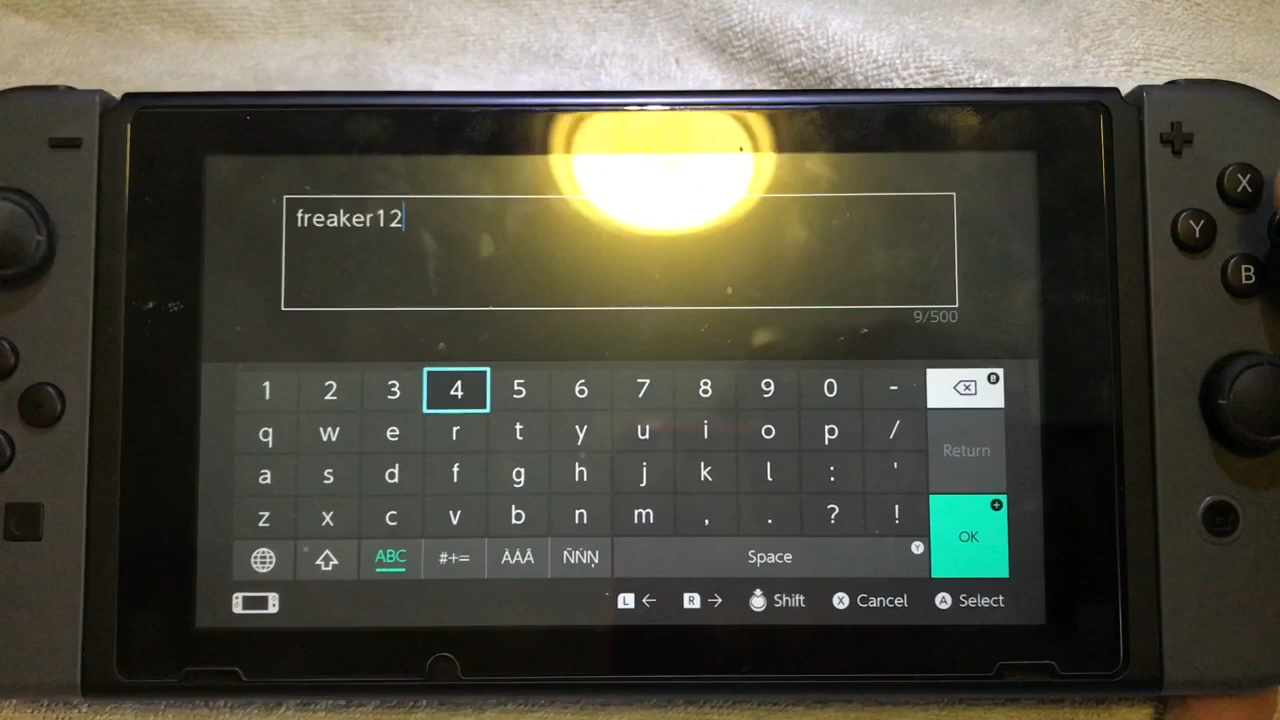 freaker12
9/500
1 2 3 4 5 6 7 8 9 0 -
q w e r t y u i o p /
Return
a s d f g h j k l : '
z x c v b n m , . ? !
OK
ABC #+= ÀÁÂ ÑŃŅ Space
L ← R → Shift X Cancel A Select
X
Y
B